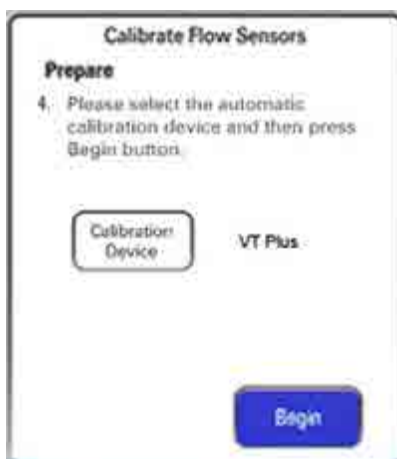 Calibrate Flow Sensors
Prepare
4. Please select the automatic
calibration device and then press
Begin button.
Calibration
Device
VT Plus
Begin